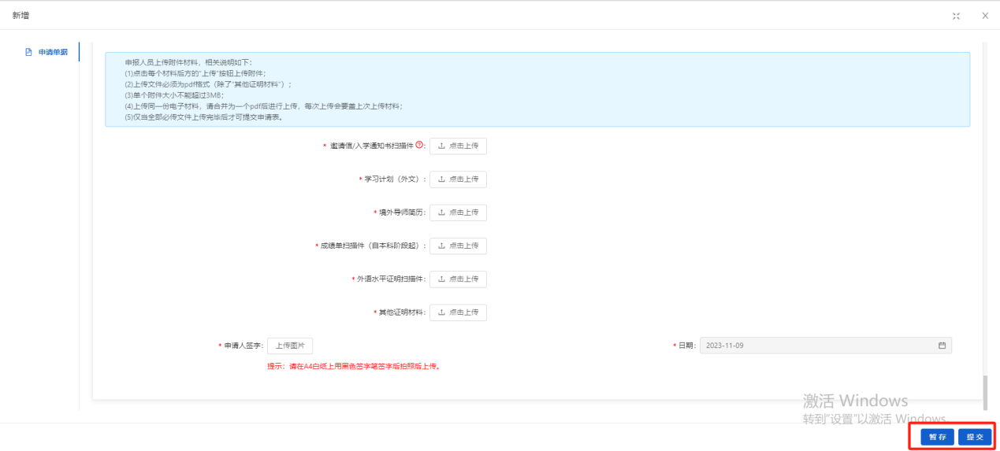 新增
申请单据
申报人员上传附件材料，相关说明如下：
(1)点击每个材料后方的"上传"按钮上传附件；
(2)上传文件必须为pdf格式（除了"其他证明材料"）；
(3)单个附件大小不能超过3MB；
(4)上传同一份电子材料，请合并为一个pdf后进行上传，每次上传会要盖上次上传材料；
(5)仅当全部必传文件上传完毕后才可提交申请表。
* 邀请信/入学通知书扫描件?: 点击上传
* 学习计划（外文）: 点击上传
* 境外导师简历: 点击上传
* 成绩单扫描件（自本科阶段起）: 点击上传
* 外语水平证明扫描件: 点击上传
* 其他证明材料: 点击上传
* 申请人签字: 上传图片 * 日期: 2023-11-09
提示：请在A4白纸上用黑色签字笔签字后拍照后上传。
激活 Windows
转到"设置"以激活 Windows。
暂存 提交